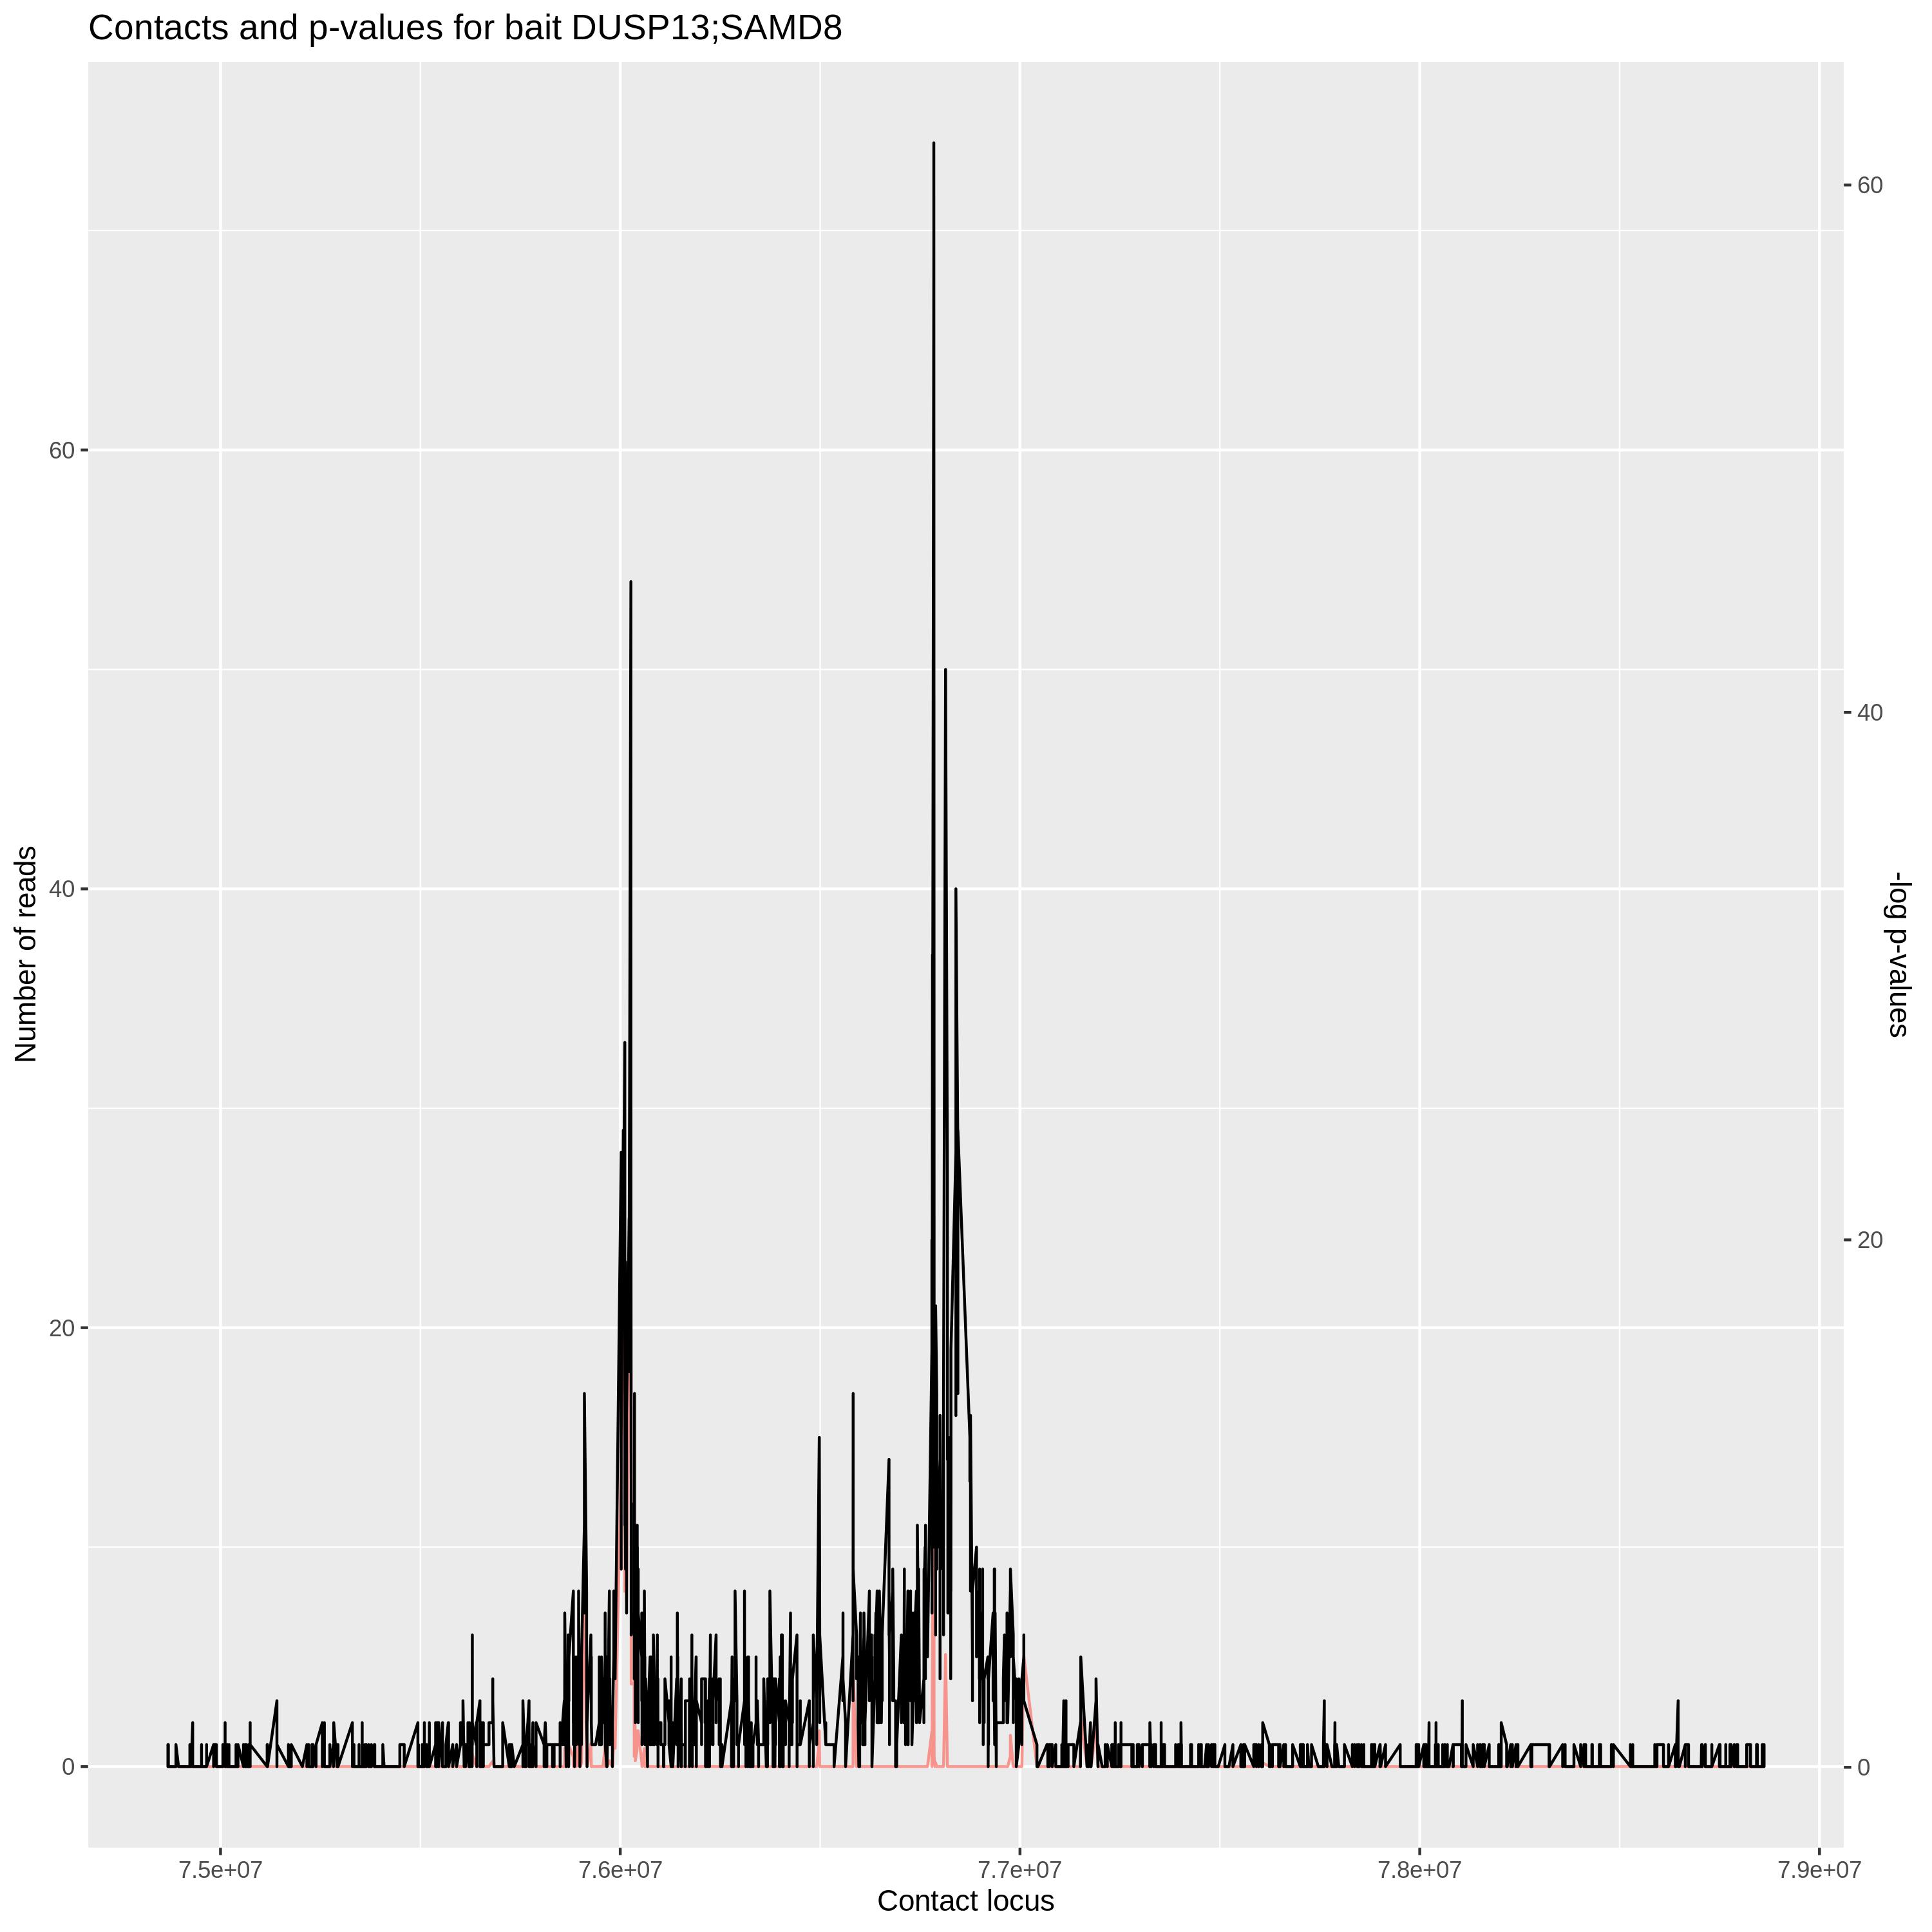 Contacts and p-values for bait DUSP13;SAMD8
60
40
20
0
Number of reads
60
40
20
0
-log p-values
7.5e+07
7.6e+07
7.7e+07
7.8e+07
7.9e+07
Contact locus